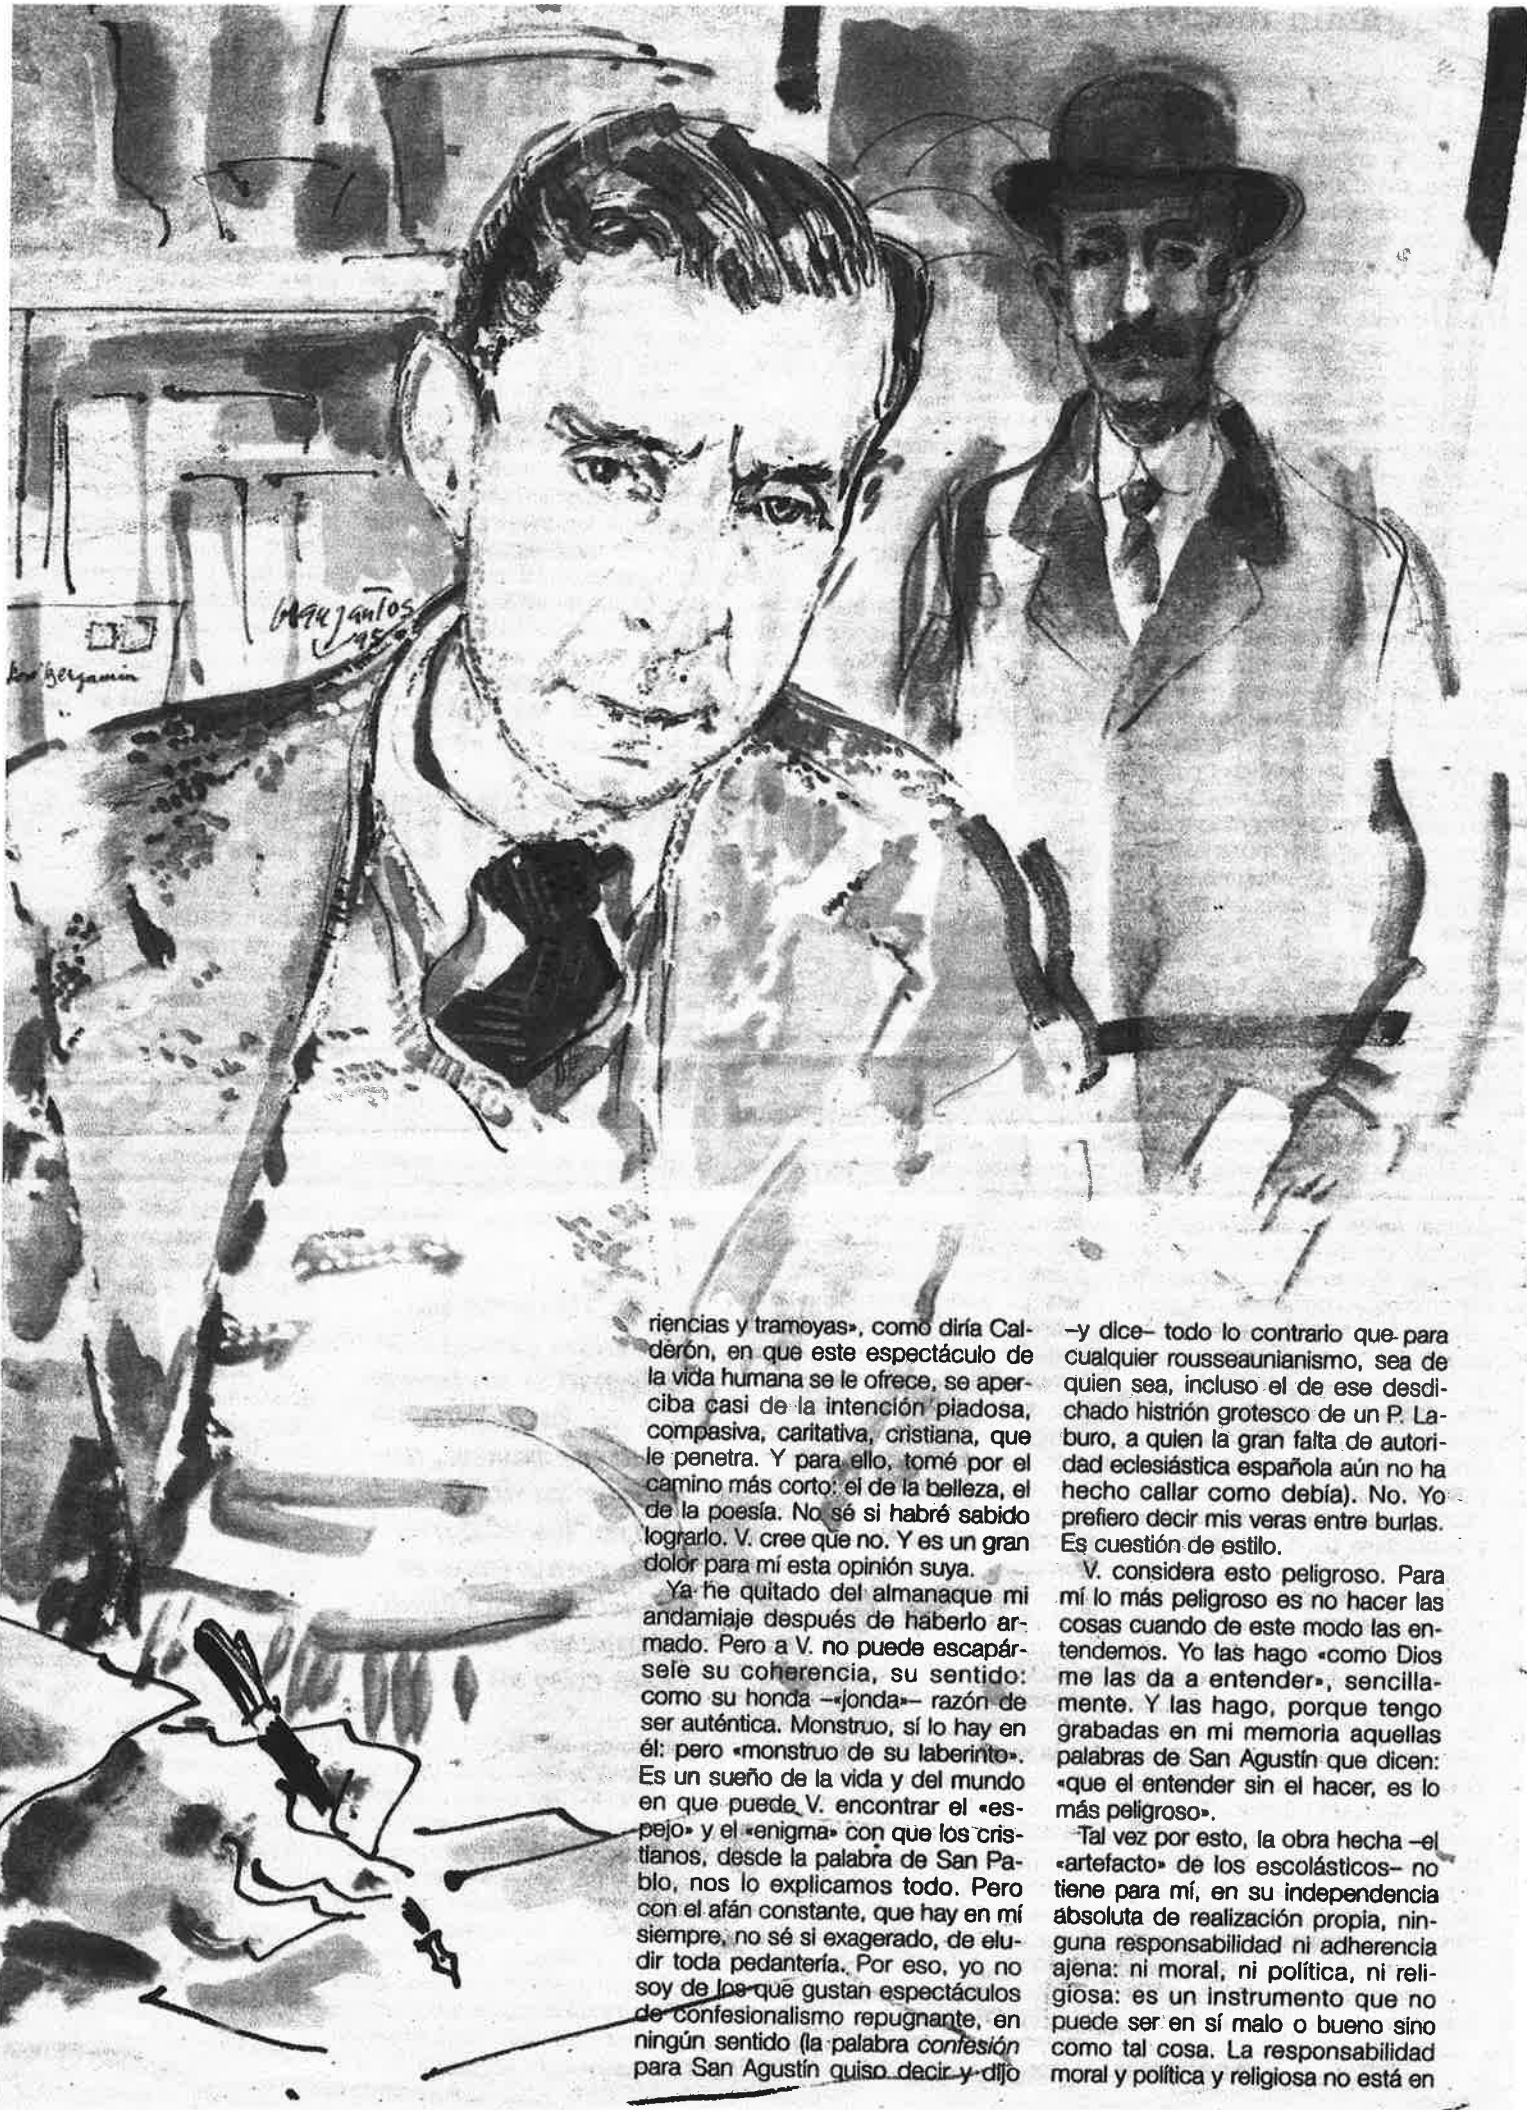 José Bergamín
riencias y tramoyas», como diría Cal-
derón, en que este espectáculo de
la vida humana se le ofrece, se aper-
ciba casi de la intención piadosa,
compasiva, caritativa, cristiana, que
le penetra. Y para ello, tomé por el
camino más corto: el de la belleza, el
de la poesía. No sé si habré sabido
lograrlo. V. cree que no. Y es un gran
dolor para mí esta opinión suya.
Ya he quitado del almanaque mi
andamiaje después de haberlo ar-
mado. Pero a V. no puede escapár-
sele su coherencia, su sentido:
como su honda –«jonda»– razón de
ser auténtica. Monstruo, sí lo hay en
él: pero «monstruo de su laberinto».
Es un sueño de la vida y del mundo
en que puede V. encontrar el «es-
pejo» y el «enigma» con que los cris-
tianos, desde la palabra de San Pa-
blo, nos lo explicamos todo. Pero
con el afán constante, que hay en mí
siempre, no sé si exagerado, de elu-
dir toda pedantería. Por eso, yo no
soy de los que gustan espectáculos
de confesionalismo repugnante, en
ningún sentido (la palabra confesión
para San Agustín quiso decir y dijo
–y dice– todo lo contrario que para
cualquier rousseaunianismo, sea de
quien sea, incluso el de ese desdi-
chado histrión grotesco de un P. La-
buro, a quien la gran falta de autori-
dad eclesiástica española aún no ha
hecho callar como debía). No. Yo
prefiero decir mis veras entre burlas.
Es cuestión de estilo.
V. considera esto peligroso. Para
mí lo más peligroso es no hacer las
cosas cuando de este modo las en-
tendemos. Yo las hago «como Dios
me las da a entender», sencilla-
mente. Y las hago, porque tengo
grabadas en mi memoria aquellas
palabras de San Agustín que dicen:
«que el entender sin el hacer, es lo
más peligroso».
Tal vez por esto, la obra hecha –el
«artefacto» de los escolásticos– no
tiene para mí, en su independencia
absoluta de realización propia, nin-
guna responsabilidad ni adherencia
ajena: ni moral, ni política, ni reli-
giosa: es un instrumento que no
puede ser en sí malo o bueno sino
como tal cosa. La responsabilidad
moral y política y religiosa no está en